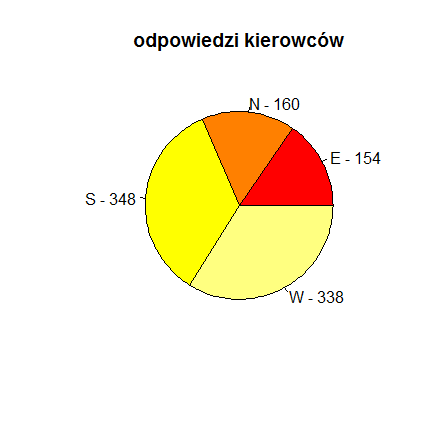 odpowiedzi kierowców
N - 160
E - 154
S - 348
W - 338